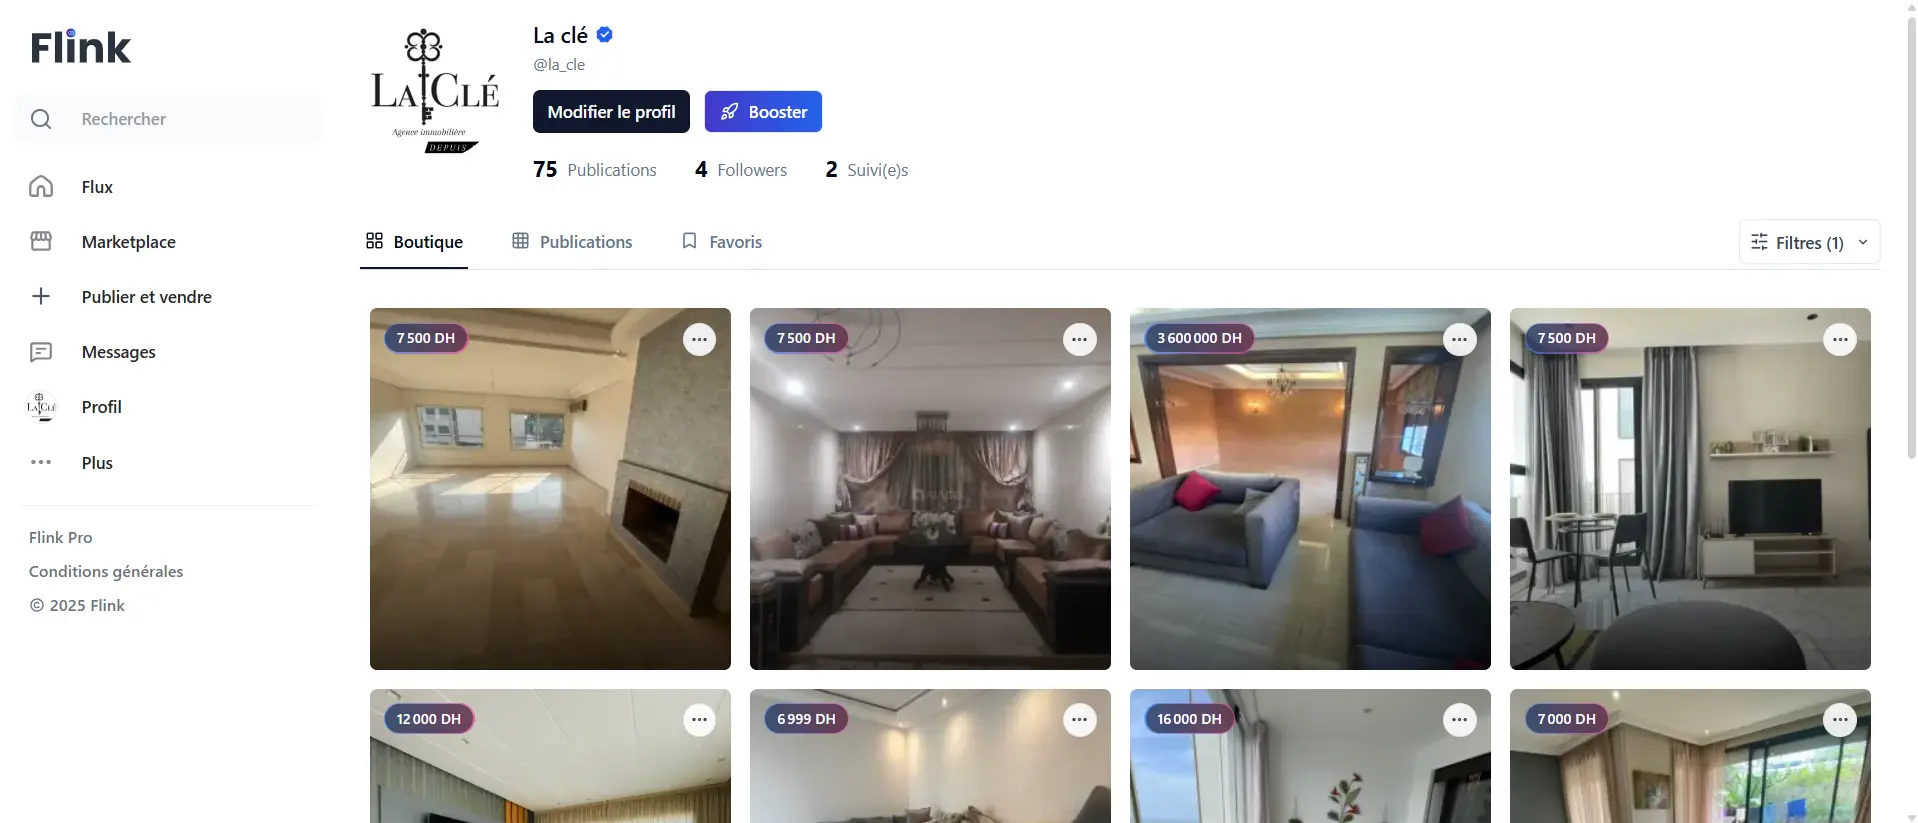 Flink
Rechercher
Flux
Marketplace
Publier et vendre
Messages
Profil
Plus
Flink Pro
Conditions générales
© 2025 Flink
LA CLÉ
Agence immobilière
DEPUIS
La clé
@la_cle
Modifier le profil
Booster
75 Publications
4 Followers
2 Suivi(e)s
Boutique
Publications
Favoris
Filtres (1)
7 500 DH
7 500 DH
3 600 000 DH
7 500 DH
12 000 DH
6 999 DH
16 000 DH
7 000 DH